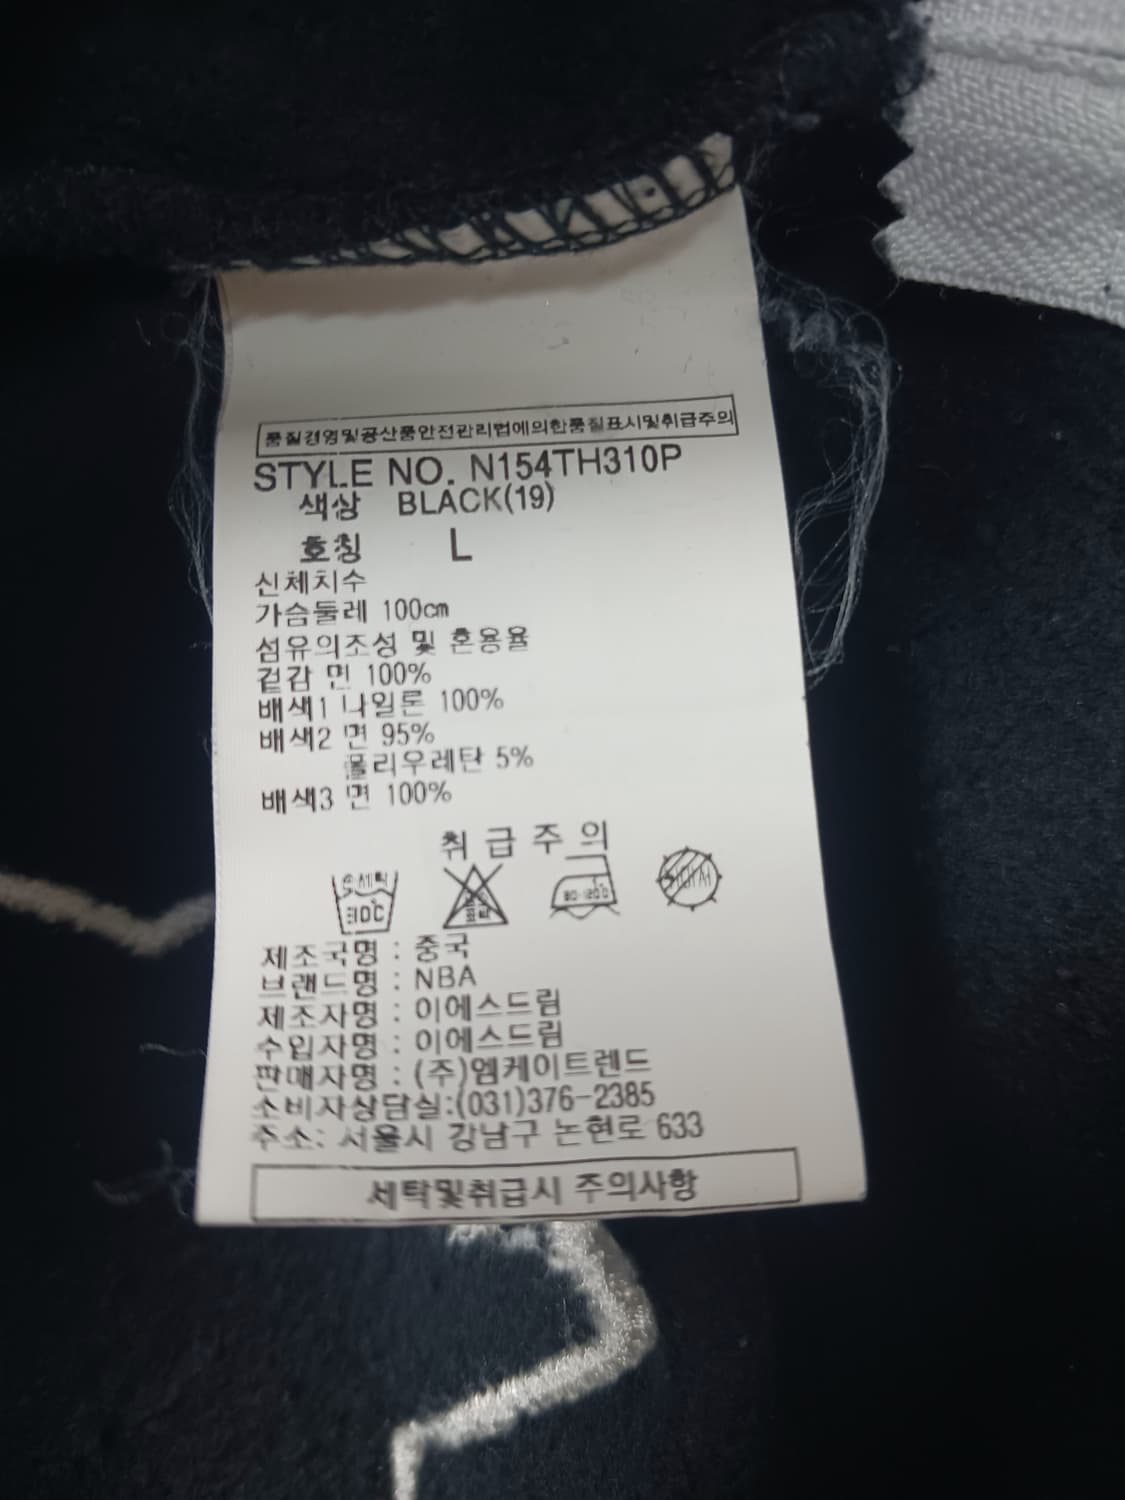 품질경영및공산품안전관리법에의한품질표시및취급주의
STYLE NO. N154TH310P
색상 BLACK(19)
호칭 L
신체치수
가슴둘레 100cm
섬유의조성 및 혼용율
겉감 면 100%
배색1 나일론 100%
배색2 면 95%
폴리우레탄 5%
배색3 면 100%
취급주의
손세탁
제조국명 : 중국
브랜드명 : NBA
제조자명 : 이에스드림
수입자명 : 이에스드림
판매자명 : (주)엠케이트렌드
소비자상담실:(031)376-2385
주소: 서울시 강남구 논현로 633
세탁및취급시 주의사항